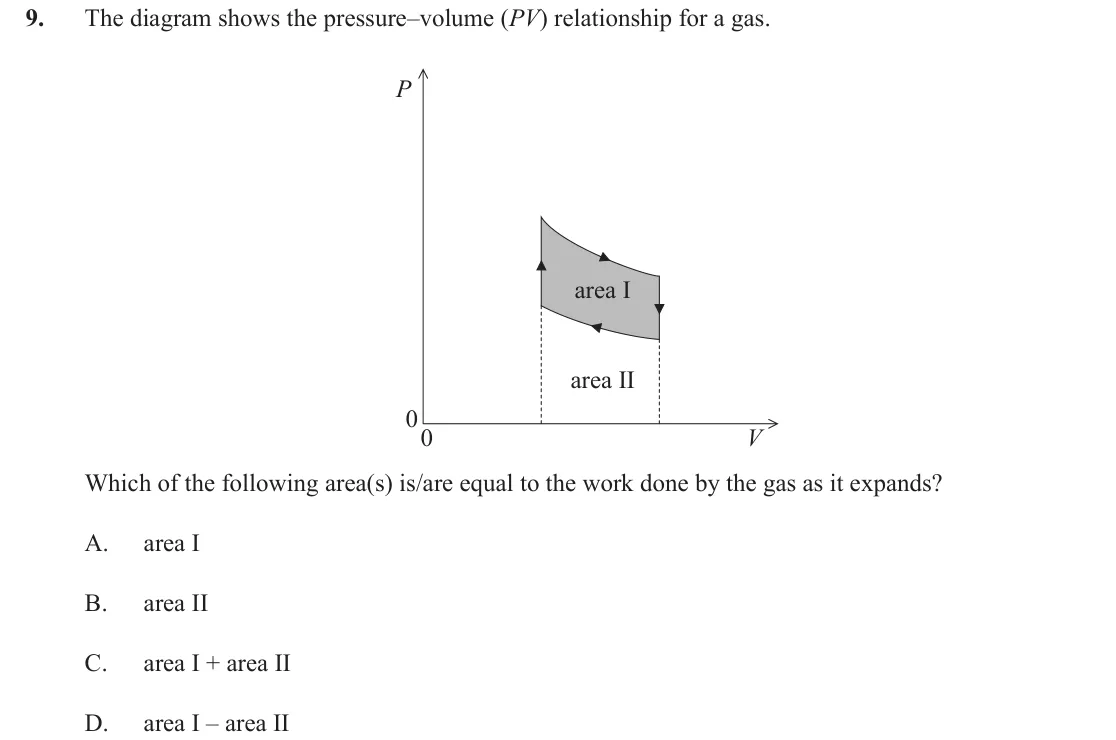 9. The diagram shows the pressure–volume (PV) relationship for a gas.
P
area I
area II
0
0
V
Which of the following area(s) is/are equal to the work done by the gas as it expands?
A. area I
B. area II
C. area I + area II
D. area I – area II